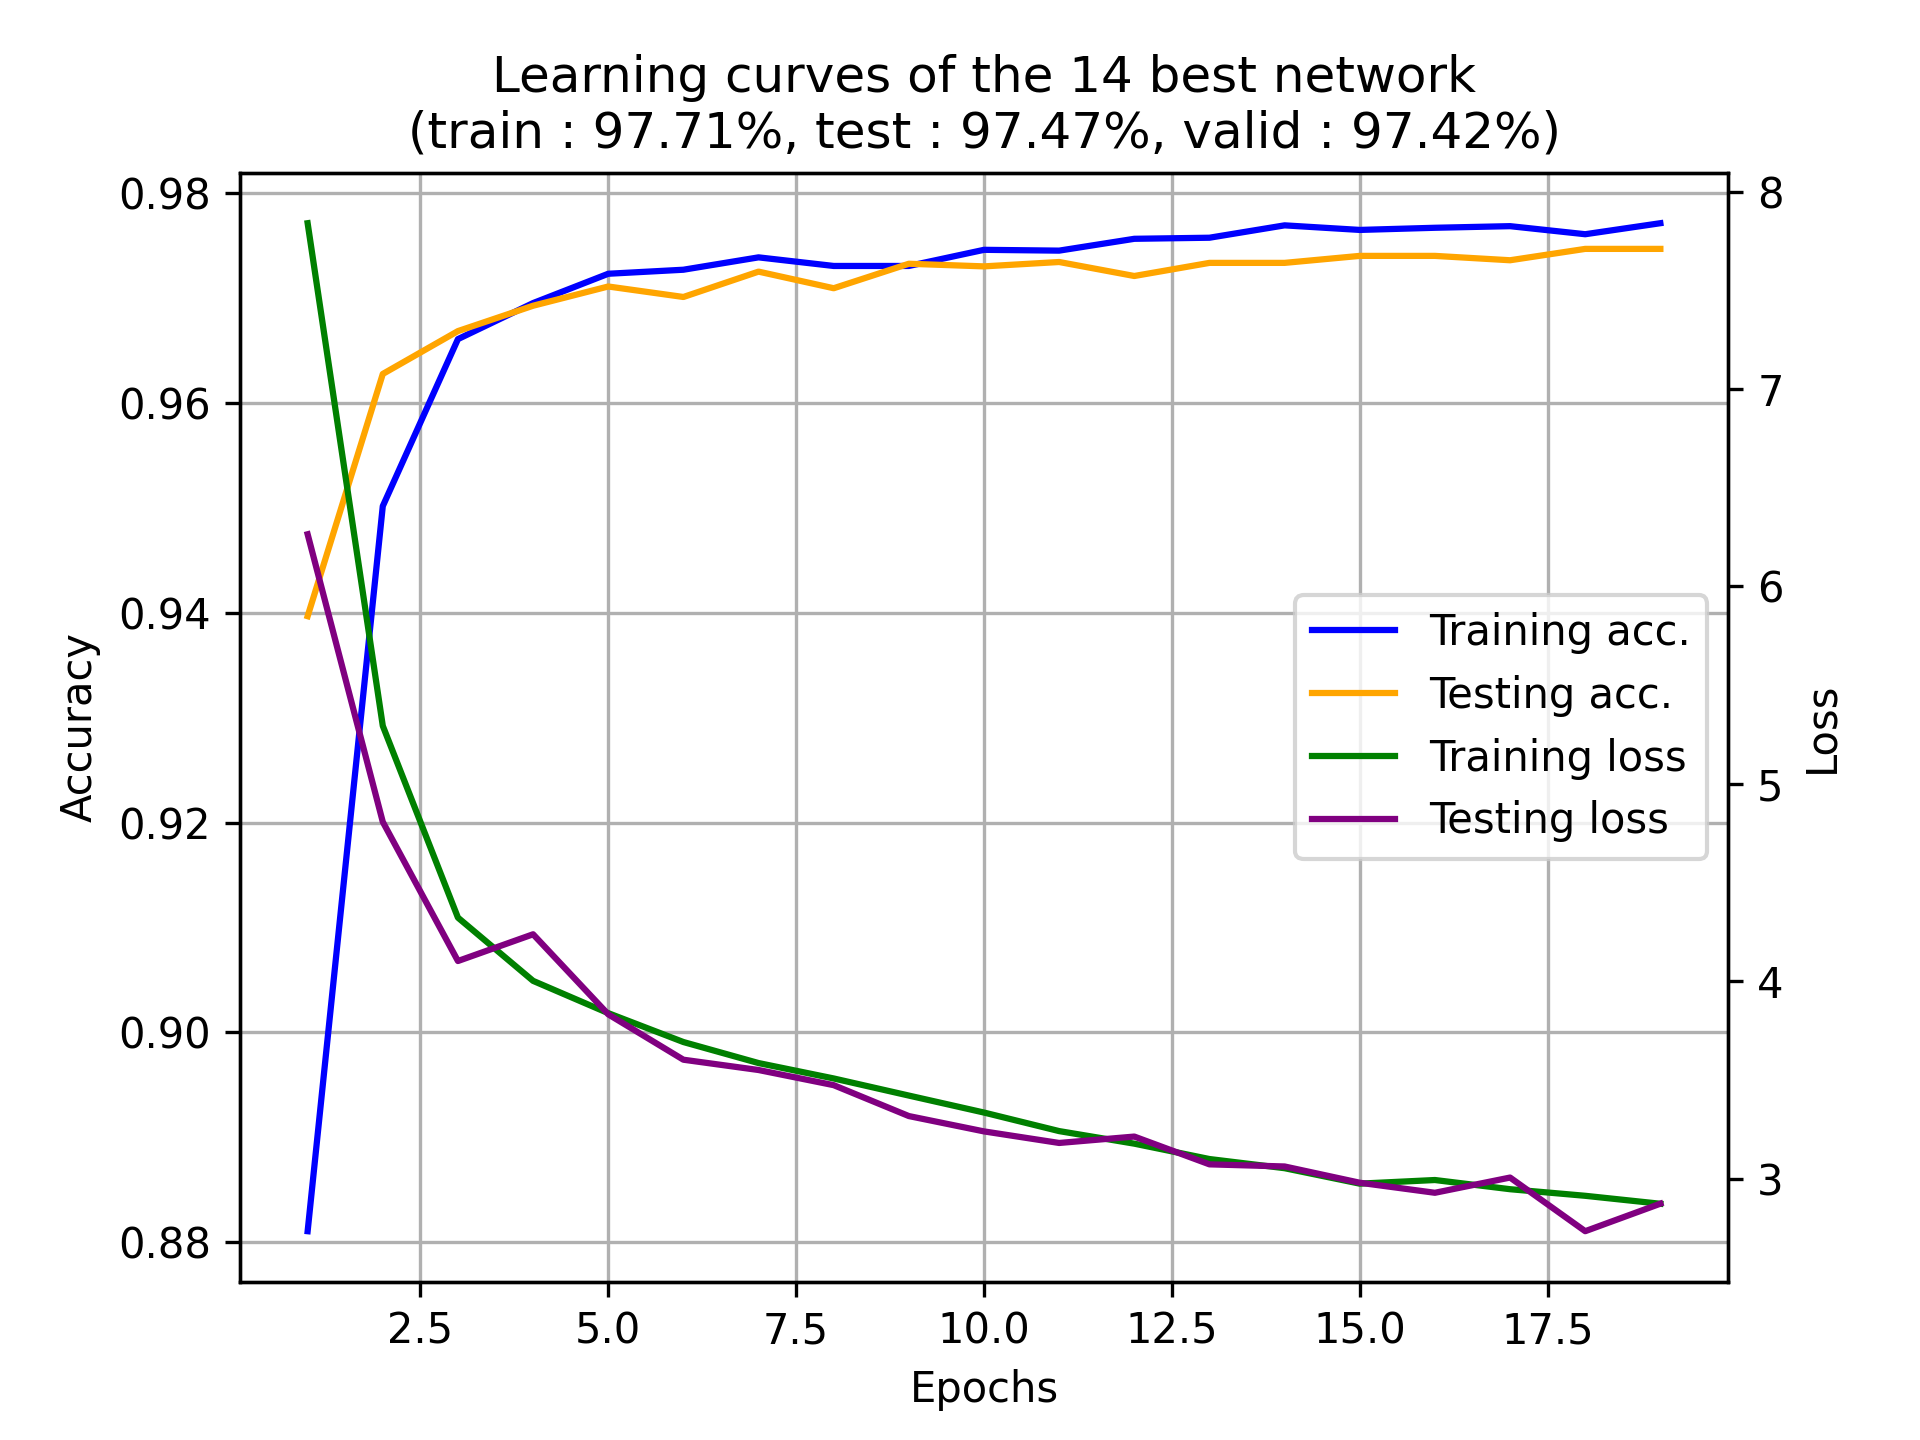 Learning curves of the 14 best network
(train : 97.71%, test : 97.47%, valid : 97.42%)
0.98
0.96
0.94
0.92
0.90
0.88
Accuracy
8
7
6
5
4
3
Loss
Training acc.
Testing acc.
Training loss
Testing loss
2.5 5.0 7.5 10.0 12.5 15.0 17.5
Epochs